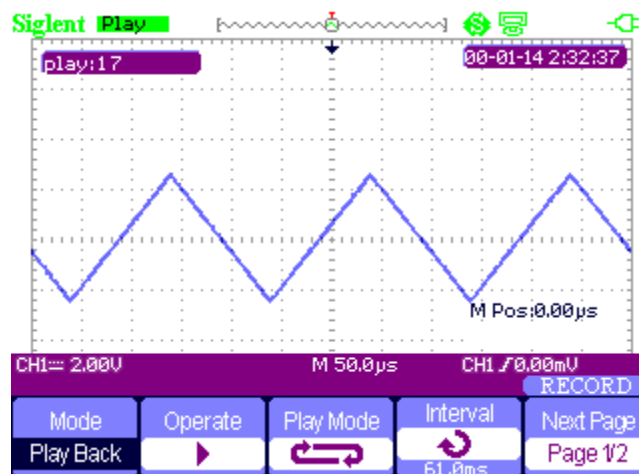 Siglent Play
play:17 00-01-14 2:32:37
M Pos:0.00µs
CH1 2.00V M 50.0µs CH1 0.00mV
RECORD
Mode Operate Play Mode Interval Next Page
Play Back Page 1/2
61.0ms